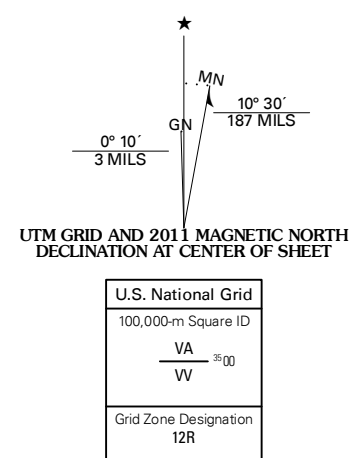 ★
MN
10° 30´
187 MILS
GN
0° 10´
3 MILS
UTM GRID AND 2011 MAGNETIC NORTH
DECLINATION AT CENTER OF SHEET
U.S. National Grid
100,000-m Square ID
VA
3500
VV
Grid Zone Designation
12R